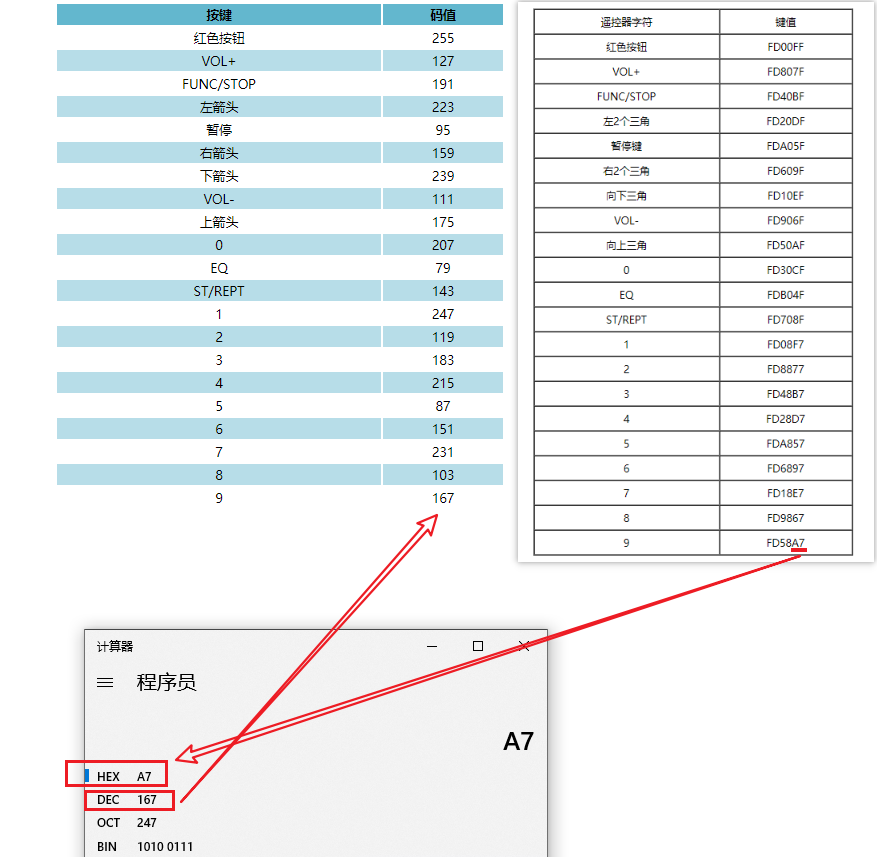 按键 码值
红色按钮 255
VOL+ 127
FUNC/STOP 191
左箭头 223
暂停 95
右箭头 159
下箭头 239
VOL- 111
上箭头 175
0 207
EQ 79
ST/REPT 143
1 247
2 119
3 183
4 215
5 87
6 151
7 231
8 103
9 167
遥控器字符 键值
红色按钮 FD00FF
VOL+ FD807F
FUNC/STOP FD40BF
左2个三角 FD20DF
暂停键 FDA05F
右2个三角 FD609F
向下三角 FD10EF
VOL- FD906F
向上三角 FD50AF
0 FD30CF
EQ FDB04F
ST/REPT FD708F
1 FD08F7
2 FD8877
3 FD48B7
4 FD28D7
5 FDA857
6 FD6897
7 FD18E7
8 FD9867
9 FD58A7
计算器
程序员
A7
HEX A7
DEC 167
OCT 247
BIN 1010 0111